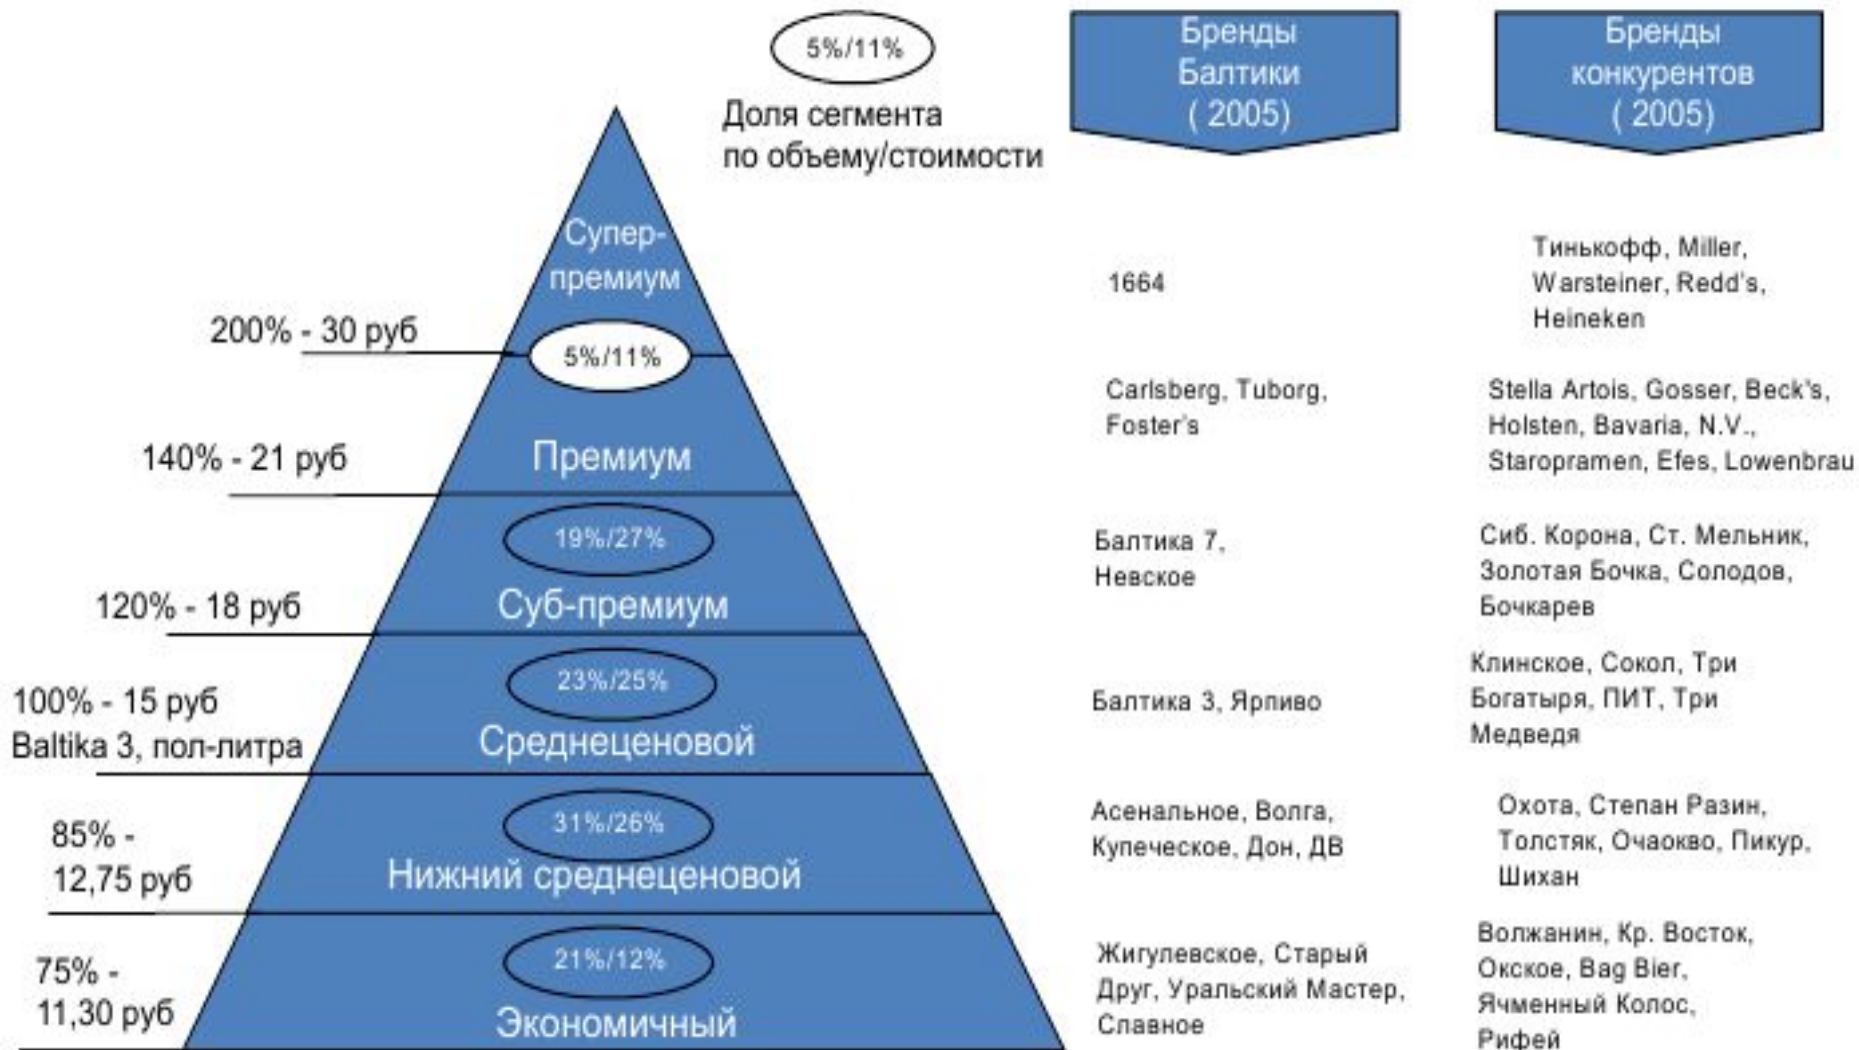 5%/11%
Доля сегмента
по объему/стоимости
Бренды
Балтики
( 2005)
Бренды
конкурентов
( 2005)
Супер-
премиум
200% - 30 руб
5%/11%
1664
Тинькофф, Miller,
Warsteiner, Redd's,
Heineken
140% - 21 руб
Премиум
Carlsberg, Tuborg,
Foster's
Stella Artois, Gosser, Beck's,
Holsten, Bavaria, N.V.,
Staropramen, Efes, Lowenbrau
19%/27%
120% - 18 руб
Суб-премиум
Балтика 7,
Невское
Сиб. Корона, Ст. Мельник,
Золотая Бочка, Солодов,
Бочкарев
23%/25%
100% - 15 руб
Baltika 3, пол-литра
Среднеценовой
Балтика 3, Ярпиво
Клинское, Сокол, Три
Богатыря, ПИТ, Три
Медведя
31%/26%
85% -
12,75 руб
Нижний среднеценовой
Асенальное, Волга,
Купеческое, Дон, ДВ
Охота, Степан Разин,
Толстяк, Очаокво, Пикур,
Шихан
21%/12%
75% -
11,30 руб
Экономичный
Жигулевское, Старый
Друг, Уральский Мастер,
Славное
Волжанин, Кр. Восток,
Окское, Bag Bier,
Ячменный Колос,
Рифей